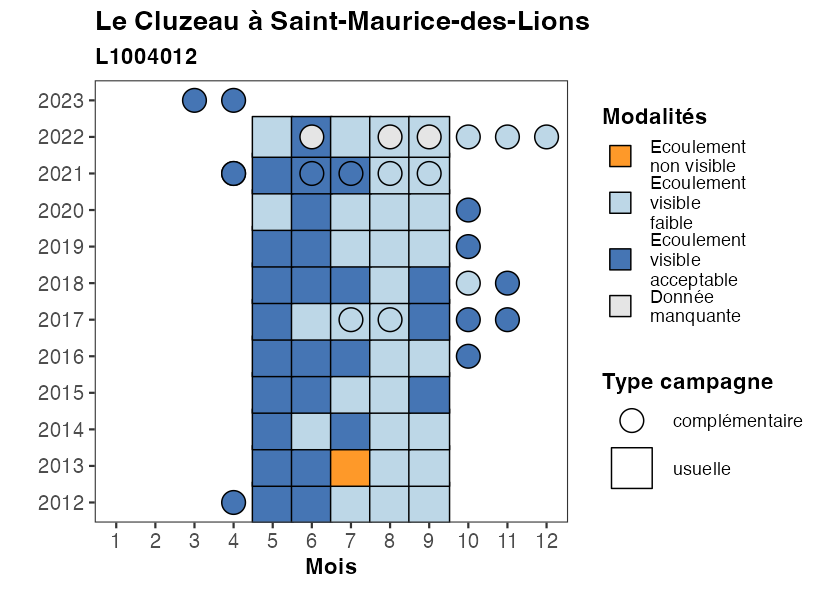 Le Cluzeau à Saint-Maurice-des-Lions
L1004012
2023
2022
2021
2020
2019
2018
2017
2016
2015
2014
2013
2012
1 2 3 4 5 6 7 8 9 10 11 12
Mois
Modalités
Ecoulement
non visible
Ecoulement
visible
faible
Ecoulement
visible
acceptable
Donnée
manquante
Type campagne
complémentaire
usuelle